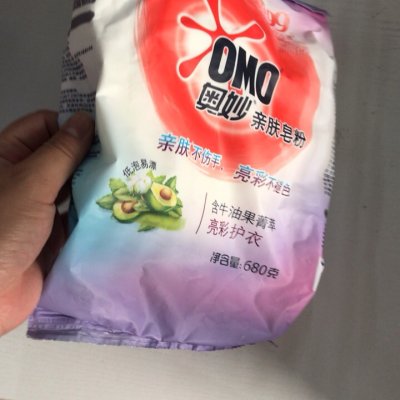 OMO
奥妙 亲肤皂粉
亲肤不伤手, 亮彩不褪色
低泡易漂
含牛油果菁萃
亮彩护衣
净含量:680克